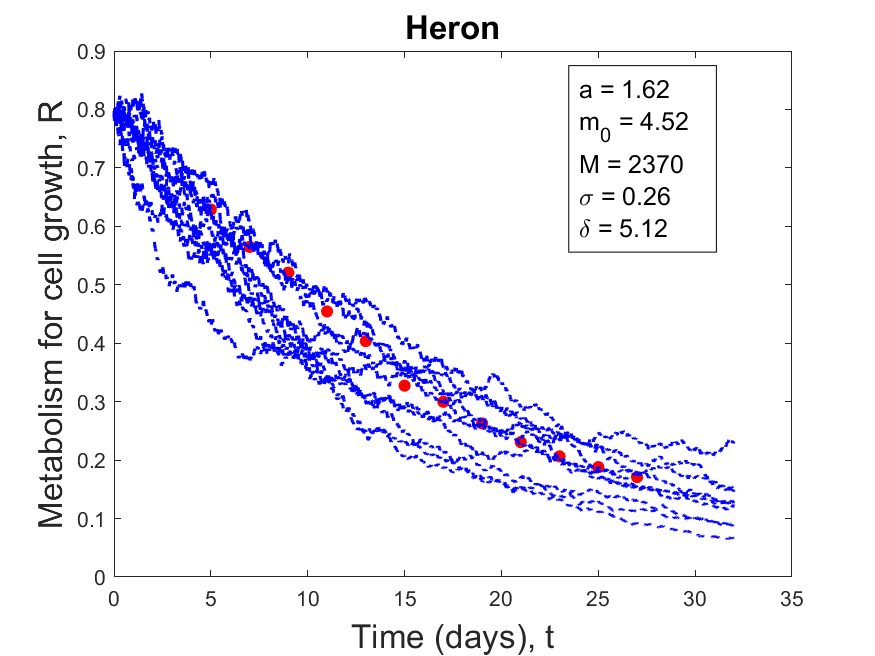 Heron
Metabolism for cell growth, R
0.9
0.8
0.7
0.6
0.5
0.4
0.3
0.2
0.1
0
a = 1.62
m0 = 4.52
M = 2370
σ = 0.26
δ = 5.12
0 5 10 15 20 25 30 35
Time (days), t